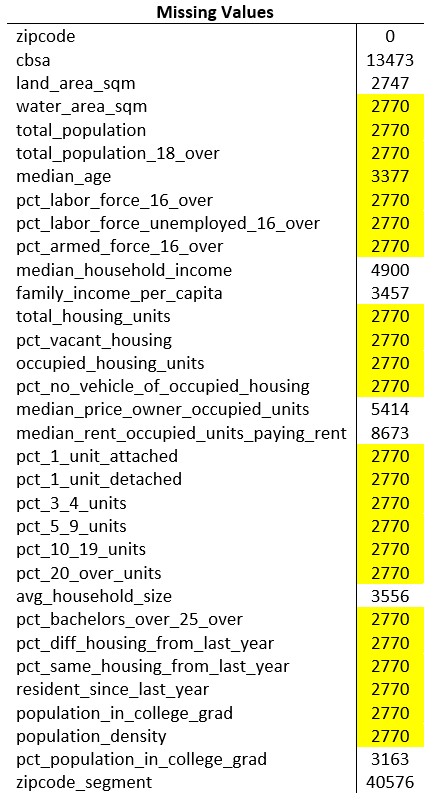 Missing Values
zipcode 0
cbsa 13473
land_area_sqm 2747
water_area_sqm 2770
total_population 2770
total_population_18_over 2770
median_age 3377
pct_labor_force_16_over 2770
pct_labor_force_unemployed_16_over 2770
pct_armed_force_16_over 2770
median_household_income 4900
family_income_per_capita 3457
total_housing_units 2770
pct_vacant_housing 2770
occupied_housing_units 2770
pct_no_vehicle_of_occupied_housing 2770
median_price_owner_occupied_units 5414
median_rent_occupied_units_paying_rent 8673
pct_1_unit_attached 2770
pct_1_unit_detached 2770
pct_3_4_units 2770
pct_5_9_units 2770
pct_10_19_units 2770
pct_20_over_units 2770
avg_household_size 3556
pct_bachelors_over_25_over 2770
pct_diff_housing_from_last_year 2770
pct_same_housing_from_last_year 2770
resident_since_last_year 2770
population_in_college_grad 2770
population_density 2770
pct_population_in_college_grad 3163
zipcode_segment 40576